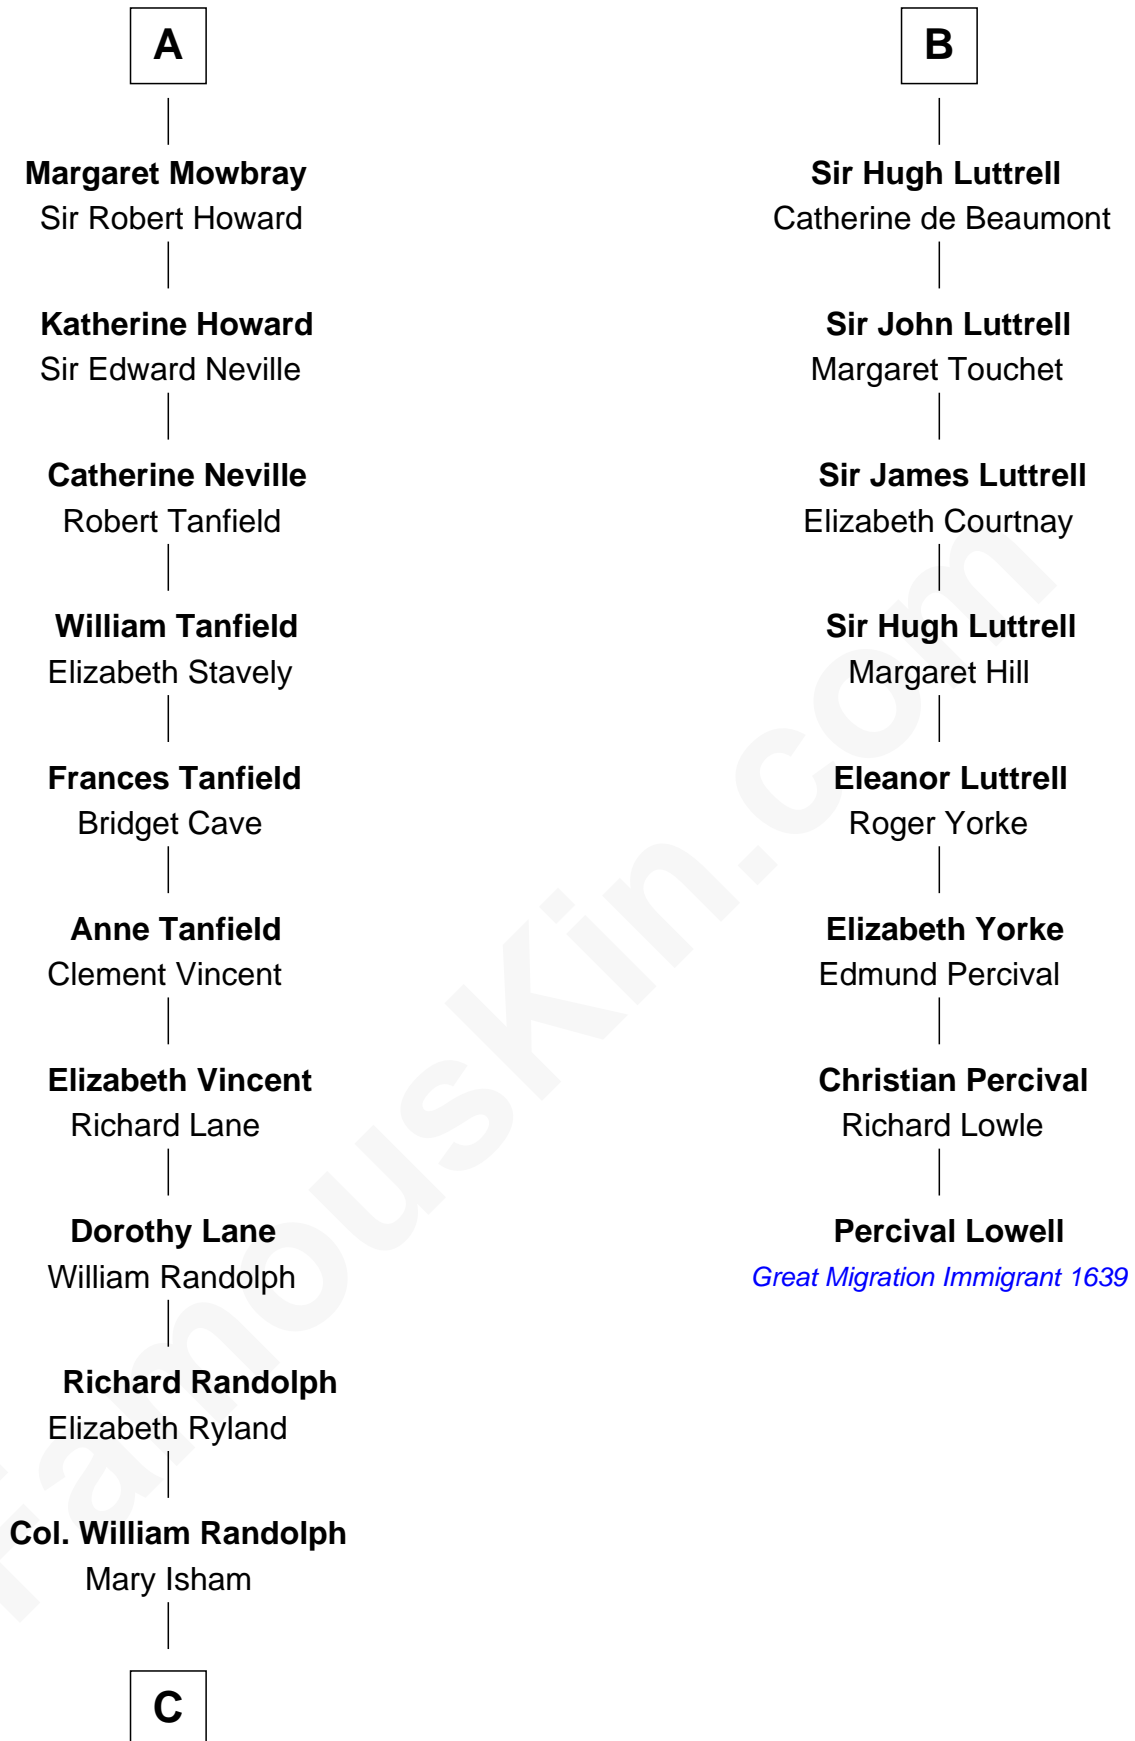 A
Margaret Mowbray
Sir Robert Howard
Katherine Howard
Sir Edward Neville
Catherine Neville
Robert Tanfield
William Tanfield
Elizabeth Stavely
Frances Tanfield
Bridget Cave
Anne Tanfield
Clement Vincent
Elizabeth Vincent
Richard Lane
Dorothy Lane
William Randolph
Richard Randolph
Elizabeth Ryland
Col. William Randolph
Mary Isham
C
B
Sir Hugh Luttrell
Catherine de Beaumont
Sir John Luttrell
Margaret Touchet
Sir James Luttrell
Elizabeth Courtnay
Sir Hugh Luttrell
Margaret Hill
Eleanor Luttrell
Roger Yorke
Elizabeth Yorke
Edmund Percival
Christian Percival
Richard Lowle
Percival Lowell
Great Migration Immigrant 1639
FamousKin.com